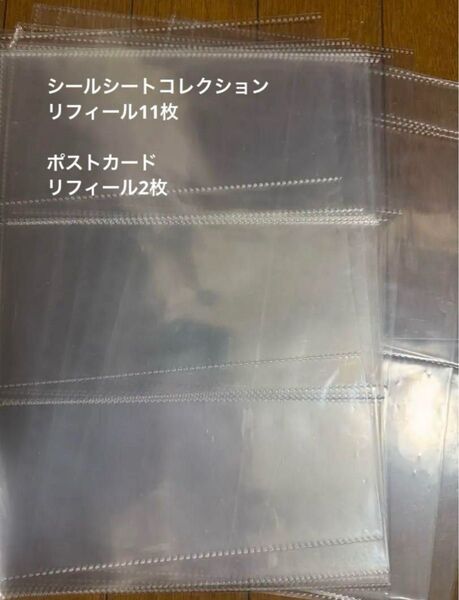 シールシートコレクション
リフィール11枚
ポストカード
リフィール2枚